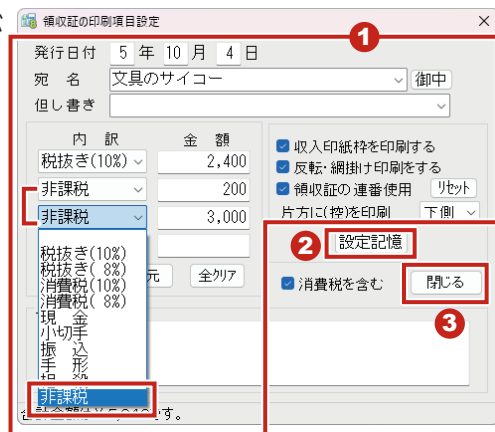 領収証の印刷項目設定
1
発行日付 5 年 10 月 4 日
宛 名 文具のサイコー 御中
但し書き
内 訳 金 額
税抜き(10%) 2,400
非課税 200
非課税 3,000
税抜き(10%)
税抜き( 8%)
消費税(10%)
消費税( 8%)
現 金
小切手
振 込
手 形
非課税
元 全クリア
収入印紙枠を印刷する
反転・網掛け印刷をする
領収証の連番使用 リセット
片方に(控)を印刷 下側
2 設定記憶
消費税を含む 閉じる
3
す。